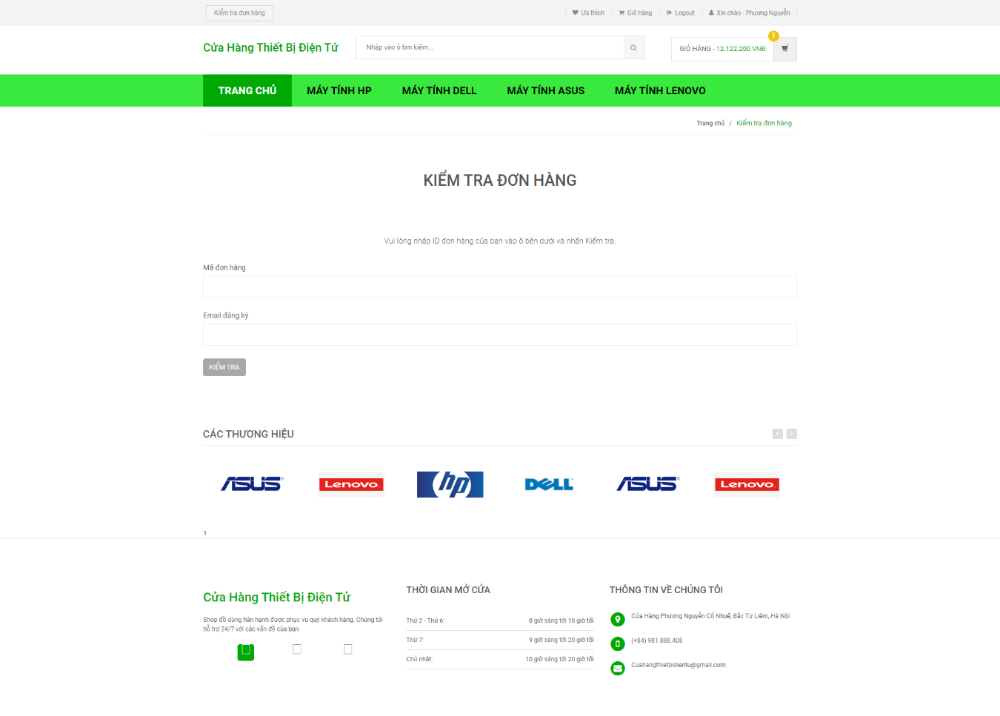 Kiểm tra đơn hàng
Ưa thích
Giỏ hàng
Logout
Xin chào - Phương Nguyễn
Cửa Hàng Thiết Bị Điện Tử
Nhập vào ô tìm kiếm...
GIỎ HÀNG - 12.122.200 VNĐ
1
TRANG CHỦ
MÁY TÍNH HP
MÁY TÍNH DELL
MÁY TÍNH ASUS
MÁY TÍNH LENOVO
Trang chủ / Kiểm tra đơn hàng
KIỂM TRA ĐƠN HÀNG
Vui lòng nhập ID đơn hàng của bạn vào ô bên dưới và nhấn Kiểm tra.
Mã đơn hàng
Email đăng ký
KIỂM TRA
CÁC THƯƠNG HIỆU
ASUS
Lenovo
hp
DELL
ASUS
Lenovo
1
Cửa Hàng Thiết Bị Điện Tử
Shop đồ dùng hân hạnh được phục vụ quý khách hàng. Chúng tôi
hỗ trợ 24/7 với các vấn đề của bạn
THỜI GIAN MỞ CỬA
Thứ 2 - Thứ 6: 8 giờ sáng tới 18 giờ tối
Thứ 7: 9 giờ sáng tới 20 giờ tối
Chủ nhật: 10 giờ sáng tới 20 giờ tối
THÔNG TIN VỀ CHÚNG TÔI
Cửa Hàng Phương Nguyễn Cổ Nhuế, Bắc Từ Liêm, Hà Nội
(+84) 981.888.408
Cuahangthietbidientu@gmail.com